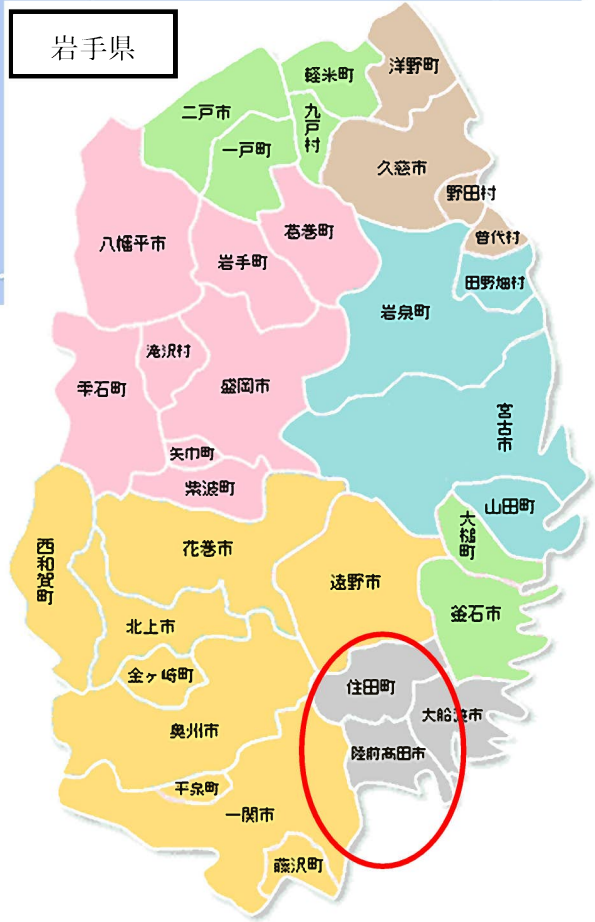 岩手県
洋野町
軽米町
二戸市
九戸村
一戸町
久慈市
野田村
葛巻町
普代村
八幡平市
岩手町
田野畑村
岩泉町
滝沢村
雫石町
盛岡市
宮古市
矢巾町
紫波町
山田町
大槌町
花巻市
西和賀町
遠野市
釜石市
北上市
金ヶ崎町
住田町
大船渡市
奥州市
陸前高田市
平泉町
一関市
藤沢町